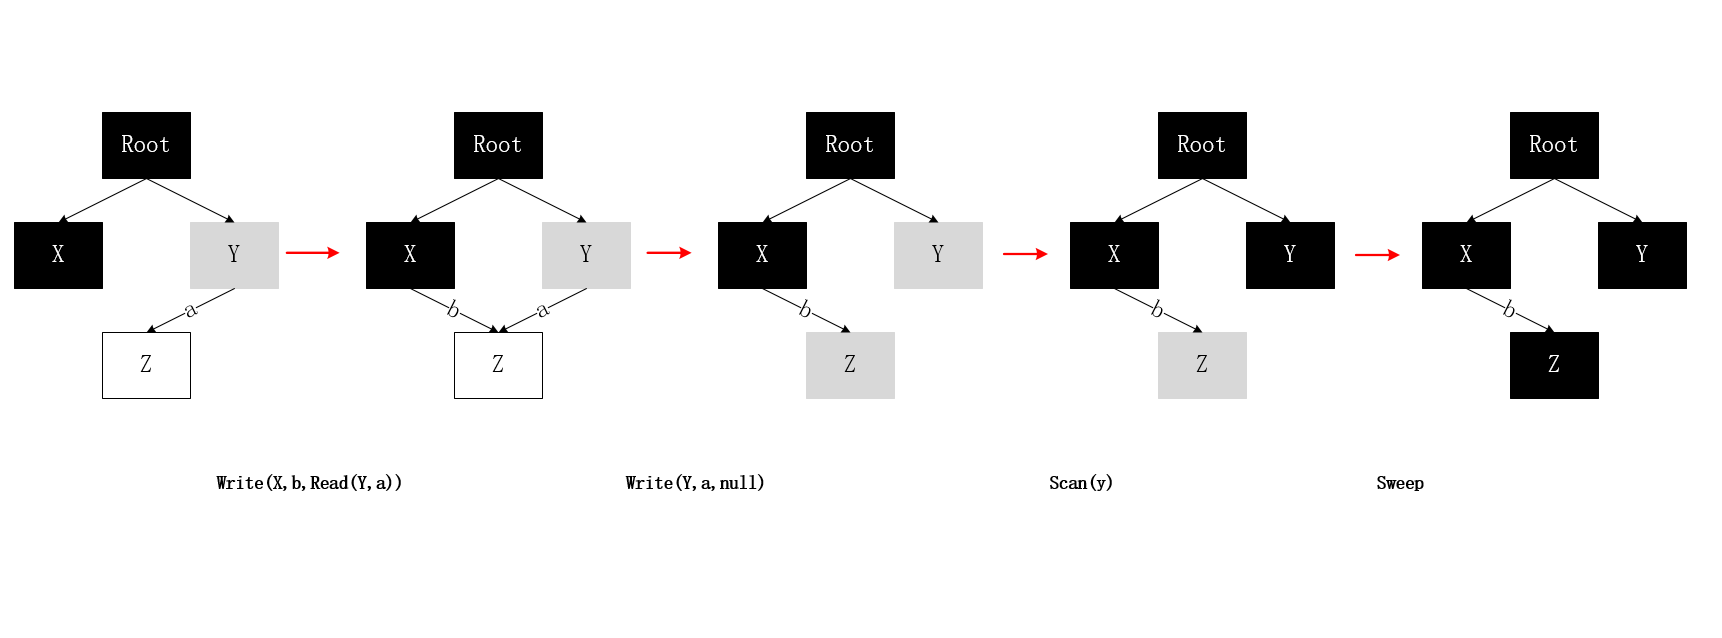 Root Root Root Root Root
X Y X Y X Y X Y X Y
a b a b b b
Z Z Z Z Z
Write(X,b,Read(Y,a)) Write(Y,a,null) Scan(y) Sweep